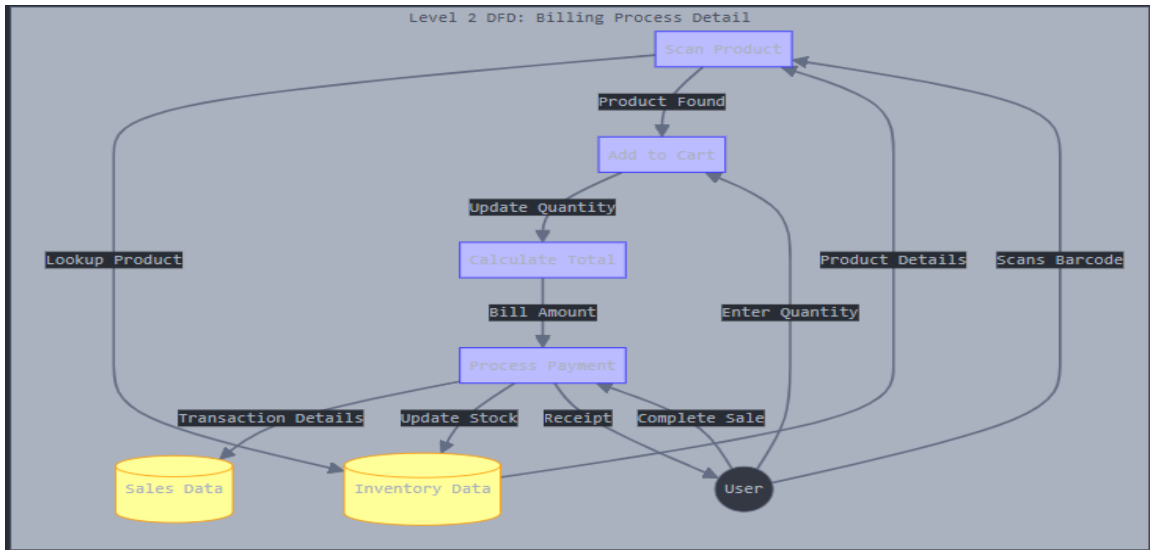 Level 2 DFD: Billing Process Detail
Scan Product
Product Found
Add to Cart
Update Quantity
Lookup Product
Calculate Total
Product Details
Scans Barcode
Bill Amount
Enter Quantity
Process Payment
Transaction Details
Update Stock
Receipt
Complete Sale
Sales Data
Inventory Data
User